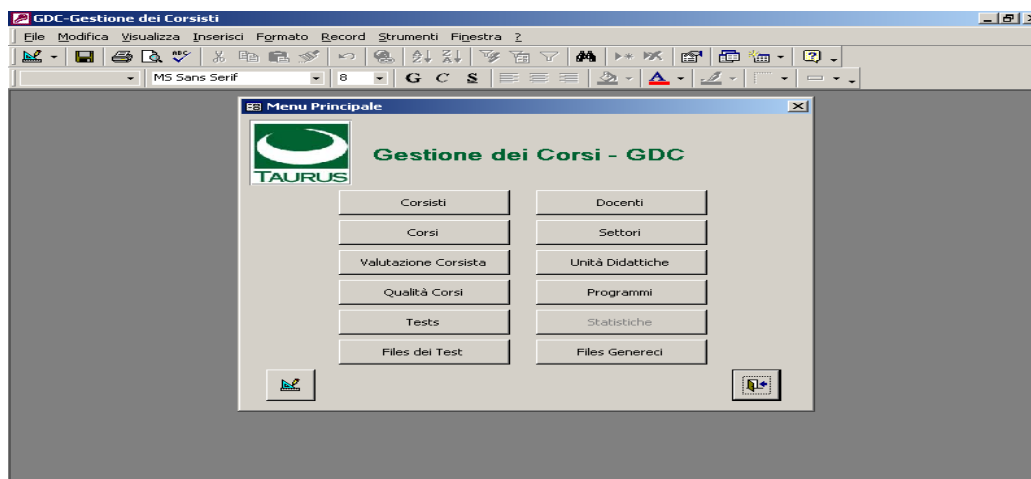 GDC-Gestione dei Corsisti
File Modifica Visualizza Inserisci Formato Record Strumenti Finestra ?
ABC
MS Sans Serif 8 G C S A
Menu Principale
TAURUS
Gestione dei Corsi - GDC
Corsisti Docenti
Corsi Settori
Valutazione Corsista Unità Didattiche
Qualità Corsi Programmi
Tests Statistiche
Files dei Test Files Genereci